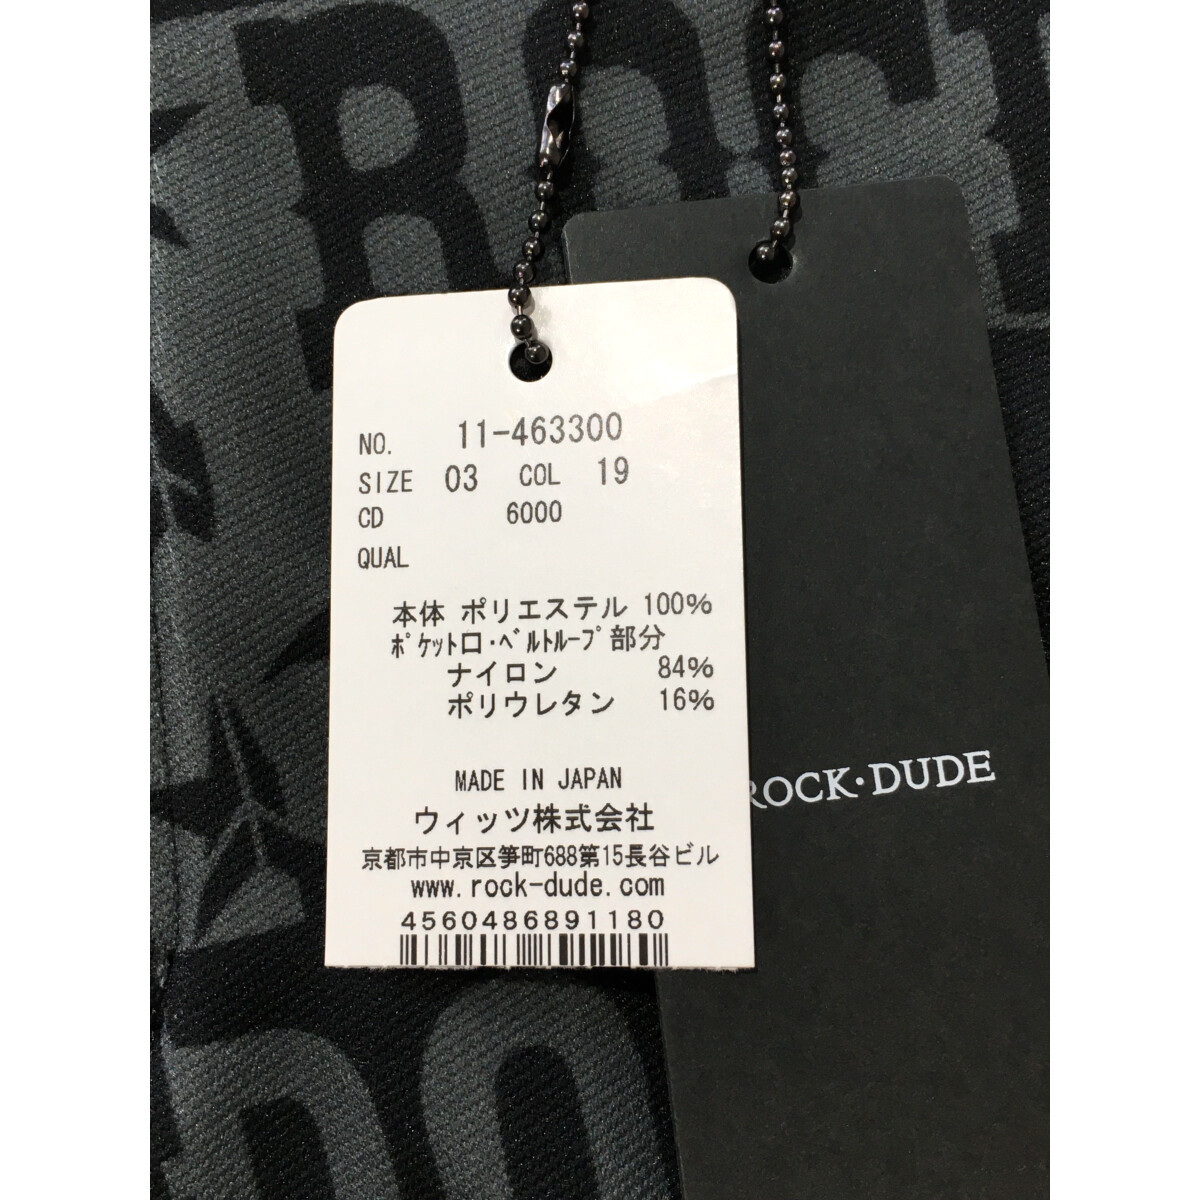 ROCK
NO. 11-463300
SIZE 03 COL 19
CD 6000
QUAL
本体 ポリエステル 100%
ﾎﾟｹｯﾄ口・ﾍﾞﾙﾄﾙｰﾌﾟ部分
ナイロン 84%
ポリウレタン 16%
MADE IN JAPAN
ウィッツ株式会社
京都市中京区笋町688第15長谷ビル
www.rock-dude.com
4560486891180
ROCK・DUDE